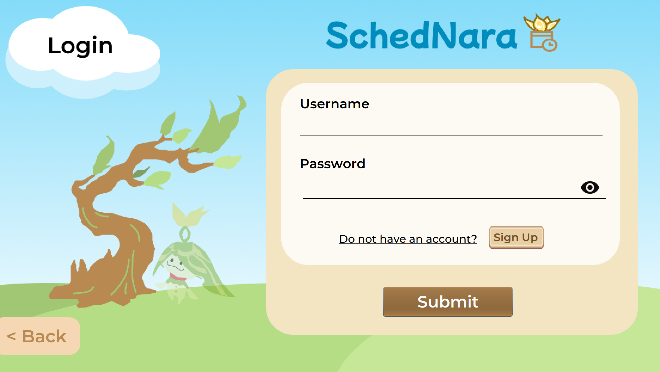 Login
SchedNara
Username
Password
Do not have an account? Sign Up
Submit
< Back